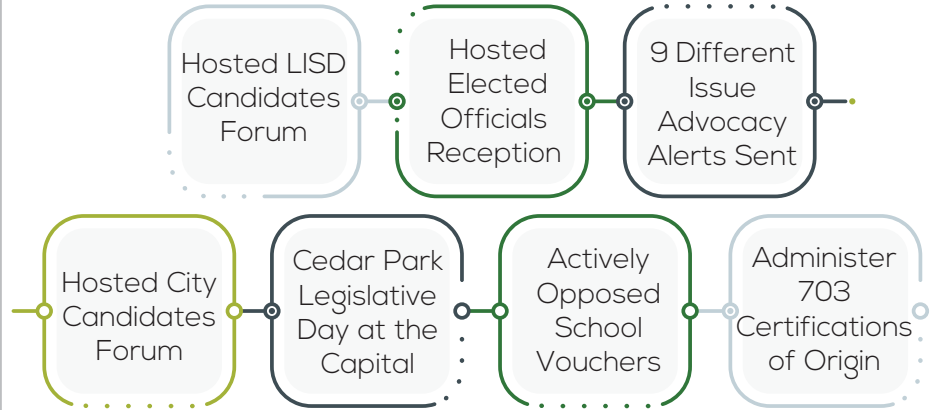 Hosted LISD
Candidates
Forum
Hosted
Elected
Officials
Reception
9 Different
Issue
Advocacy
Alerts Sent
Hosted City
Candidates
Forum
Cedar Park
Legislative
Day at the
Capital
Actively
Opposed
School
Vouchers
Administer
703
Certifications
of Origin